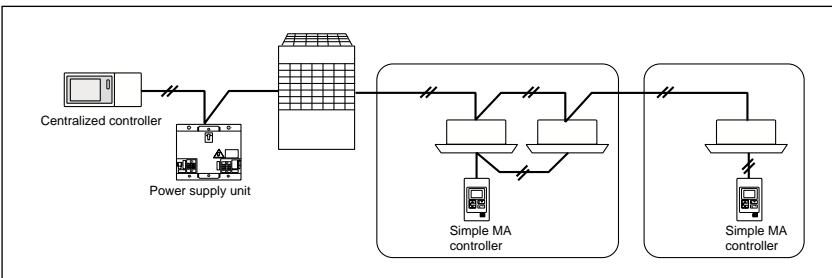 Centralized controller
Power supply unit
Simple MA
controller
Simple MA
controller